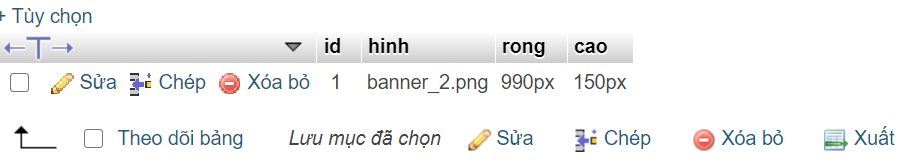 + Tùy chọn
id hinh rong cao
Sửa Chép Xóa bỏ 1 banner_2.png 990px 150px
Theo dõi bảng Lưu mục đã chọn Sửa Chép Xóa bỏ Xuất